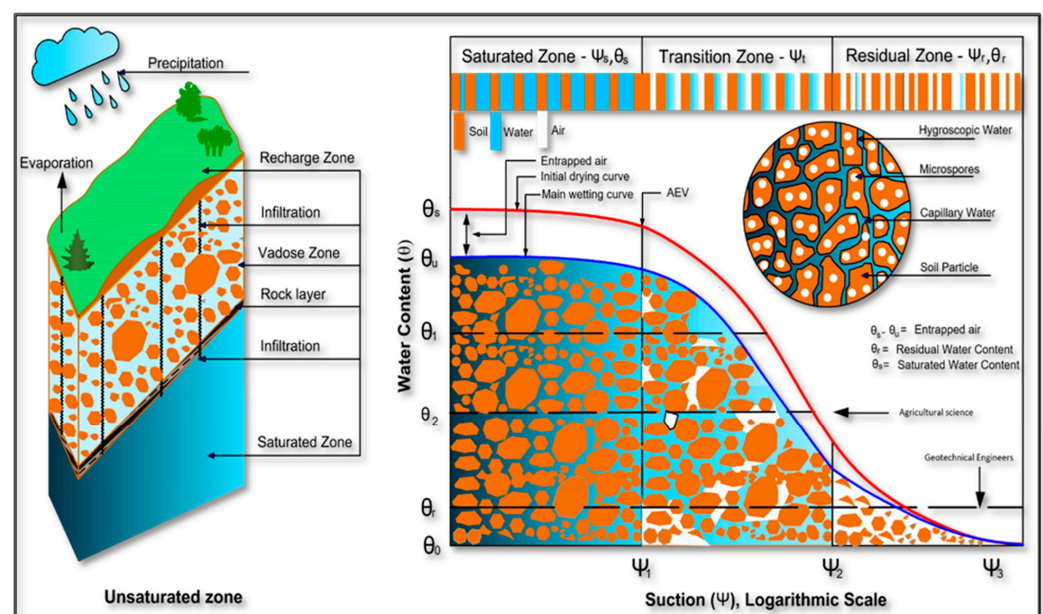 Precipitation
Evaporation
Recharge Zone
Infiltration
Vadose Zone
Rock layer
Infiltration
Saturated Zone
Unsaturated zone
Saturated Zone - Ψs,θs
Transition Zone - Ψt
Residual Zone - Ψr,θr
Soil
Water
Air
Entrapped air
Initial drying curve
Main wetting curve
AEV
Hygroscopic Water
Microspores
Capillary Water
Soil Particle
θs - θu = Entrapped air
θr = Residual Water Content
θs= Saturated Water Content
Agricultural science
Geotechnical Engineers
Water Content (θ)
θs
θu
θ1
θ2
θr
θ0
Ψ1
Ψ2
Ψ3
Suction (Ψ), Logarithmic Scale